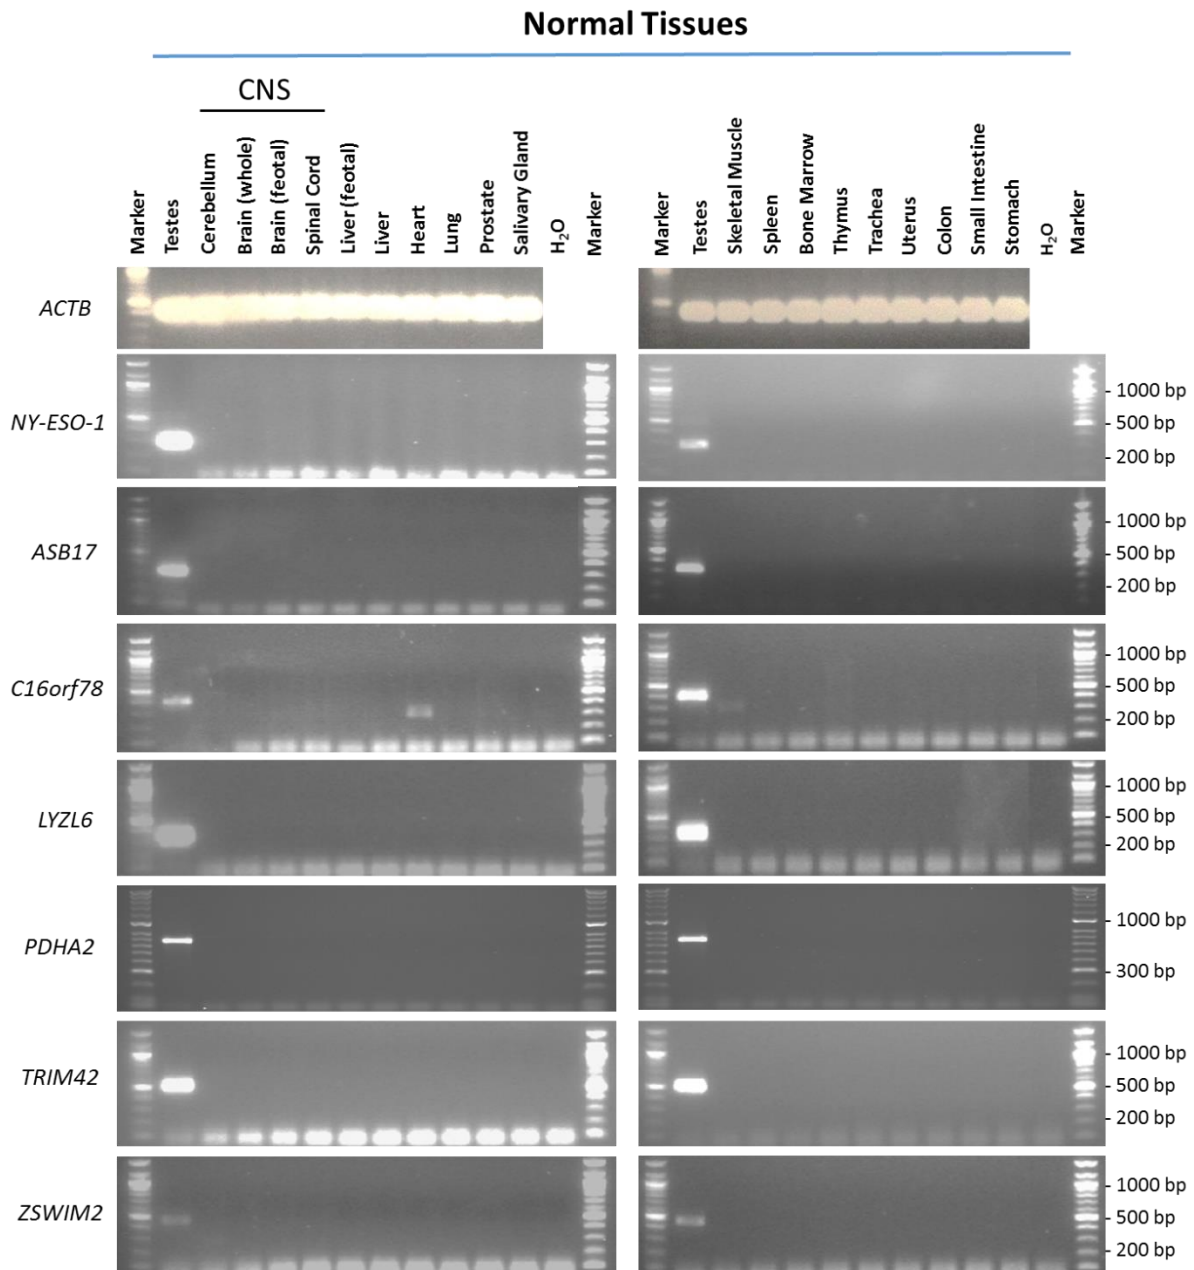 Normal Tissues
CNS
Marker
Testes
Cerebellum
Brain (whole)
Brain (feotal)
Spinal Cord
Liver (feotal)
Liver
Heart
Lung
Prostate
Salivary Gland
H₂O
Marker
Marker
Testes
Skeletal Muscle
Spleen
Bone Marrow
Thymus
Trachea
Uterus
Colon
Small Intestine
Stomach
H₂O
Marker
ACTB
NY-ESO-1
- 1000 bp
- 500 bp
- 200 bp
ASB17
- 1000 bp
- 500 bp
- 200 bp
C16orf78
- 1000 bp
- 500 bp
- 200 bp
LYZL6
- 1000 bp
- 500 bp
- 200 bp
PDHA2
- 1000 bp
- 300 bp
TRIM42
- 1000 bp
- 500 bp
- 200 bp
ZSWIM2
- 1000 bp
- 500 bp
- 200 bp